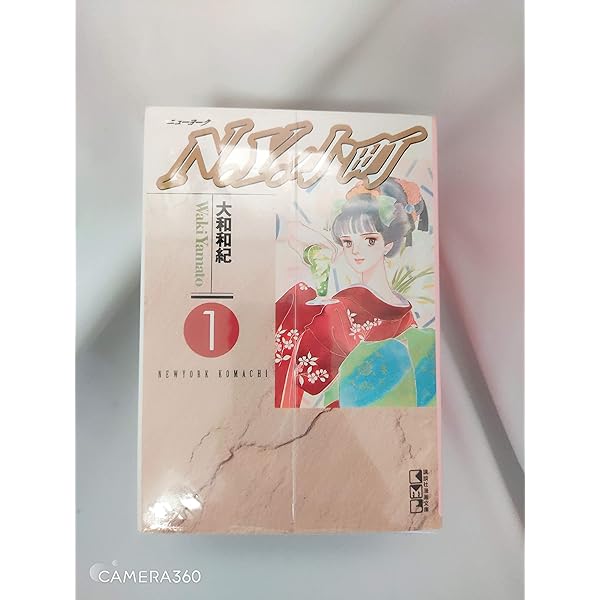 ニューヨーク
N.Y.小町
大和和紀
Waki Yamato
1
NEWYORK KOMACHI
KMB
講談社漫画文庫
CAMERA360